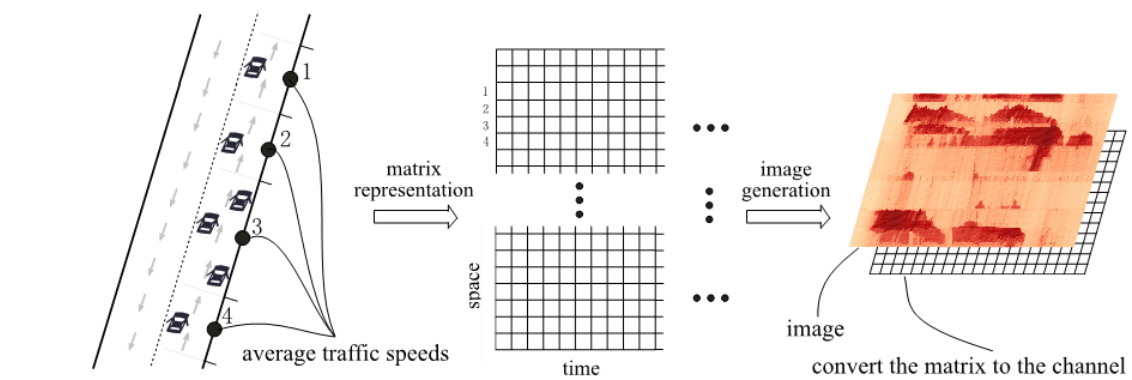 1
2
3
4
average traffic speeds
matrix
representation
1
2
3
4
space
time
image
generation
image
convert the matrix to the channel